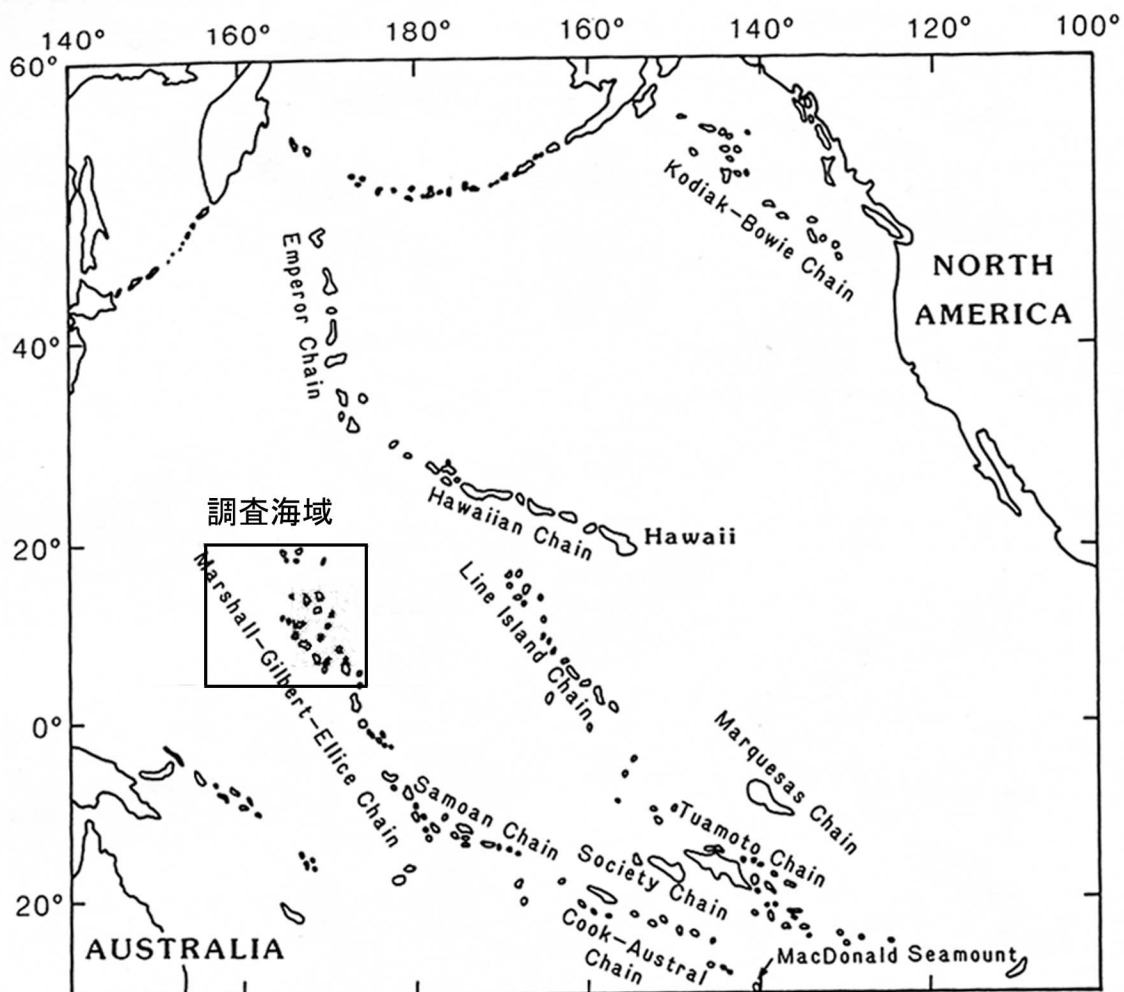 140° 160° 180° 160° 140° 120° 100°
60°
Kodiak-Bowie Chain
Emperor Chain
NORTH
AMERICA
40°
調査海域
Hawaiian Chain
Hawaii
20°
Marshall-Gilbert-Ellice Chain
Line Island Chain
0°
Marquesas Chain
Samoan Chain
Tuamoto Chain
Society Chain
20°
Cook-Austral
Chain
AUSTRALIA
MacDonald Seamount